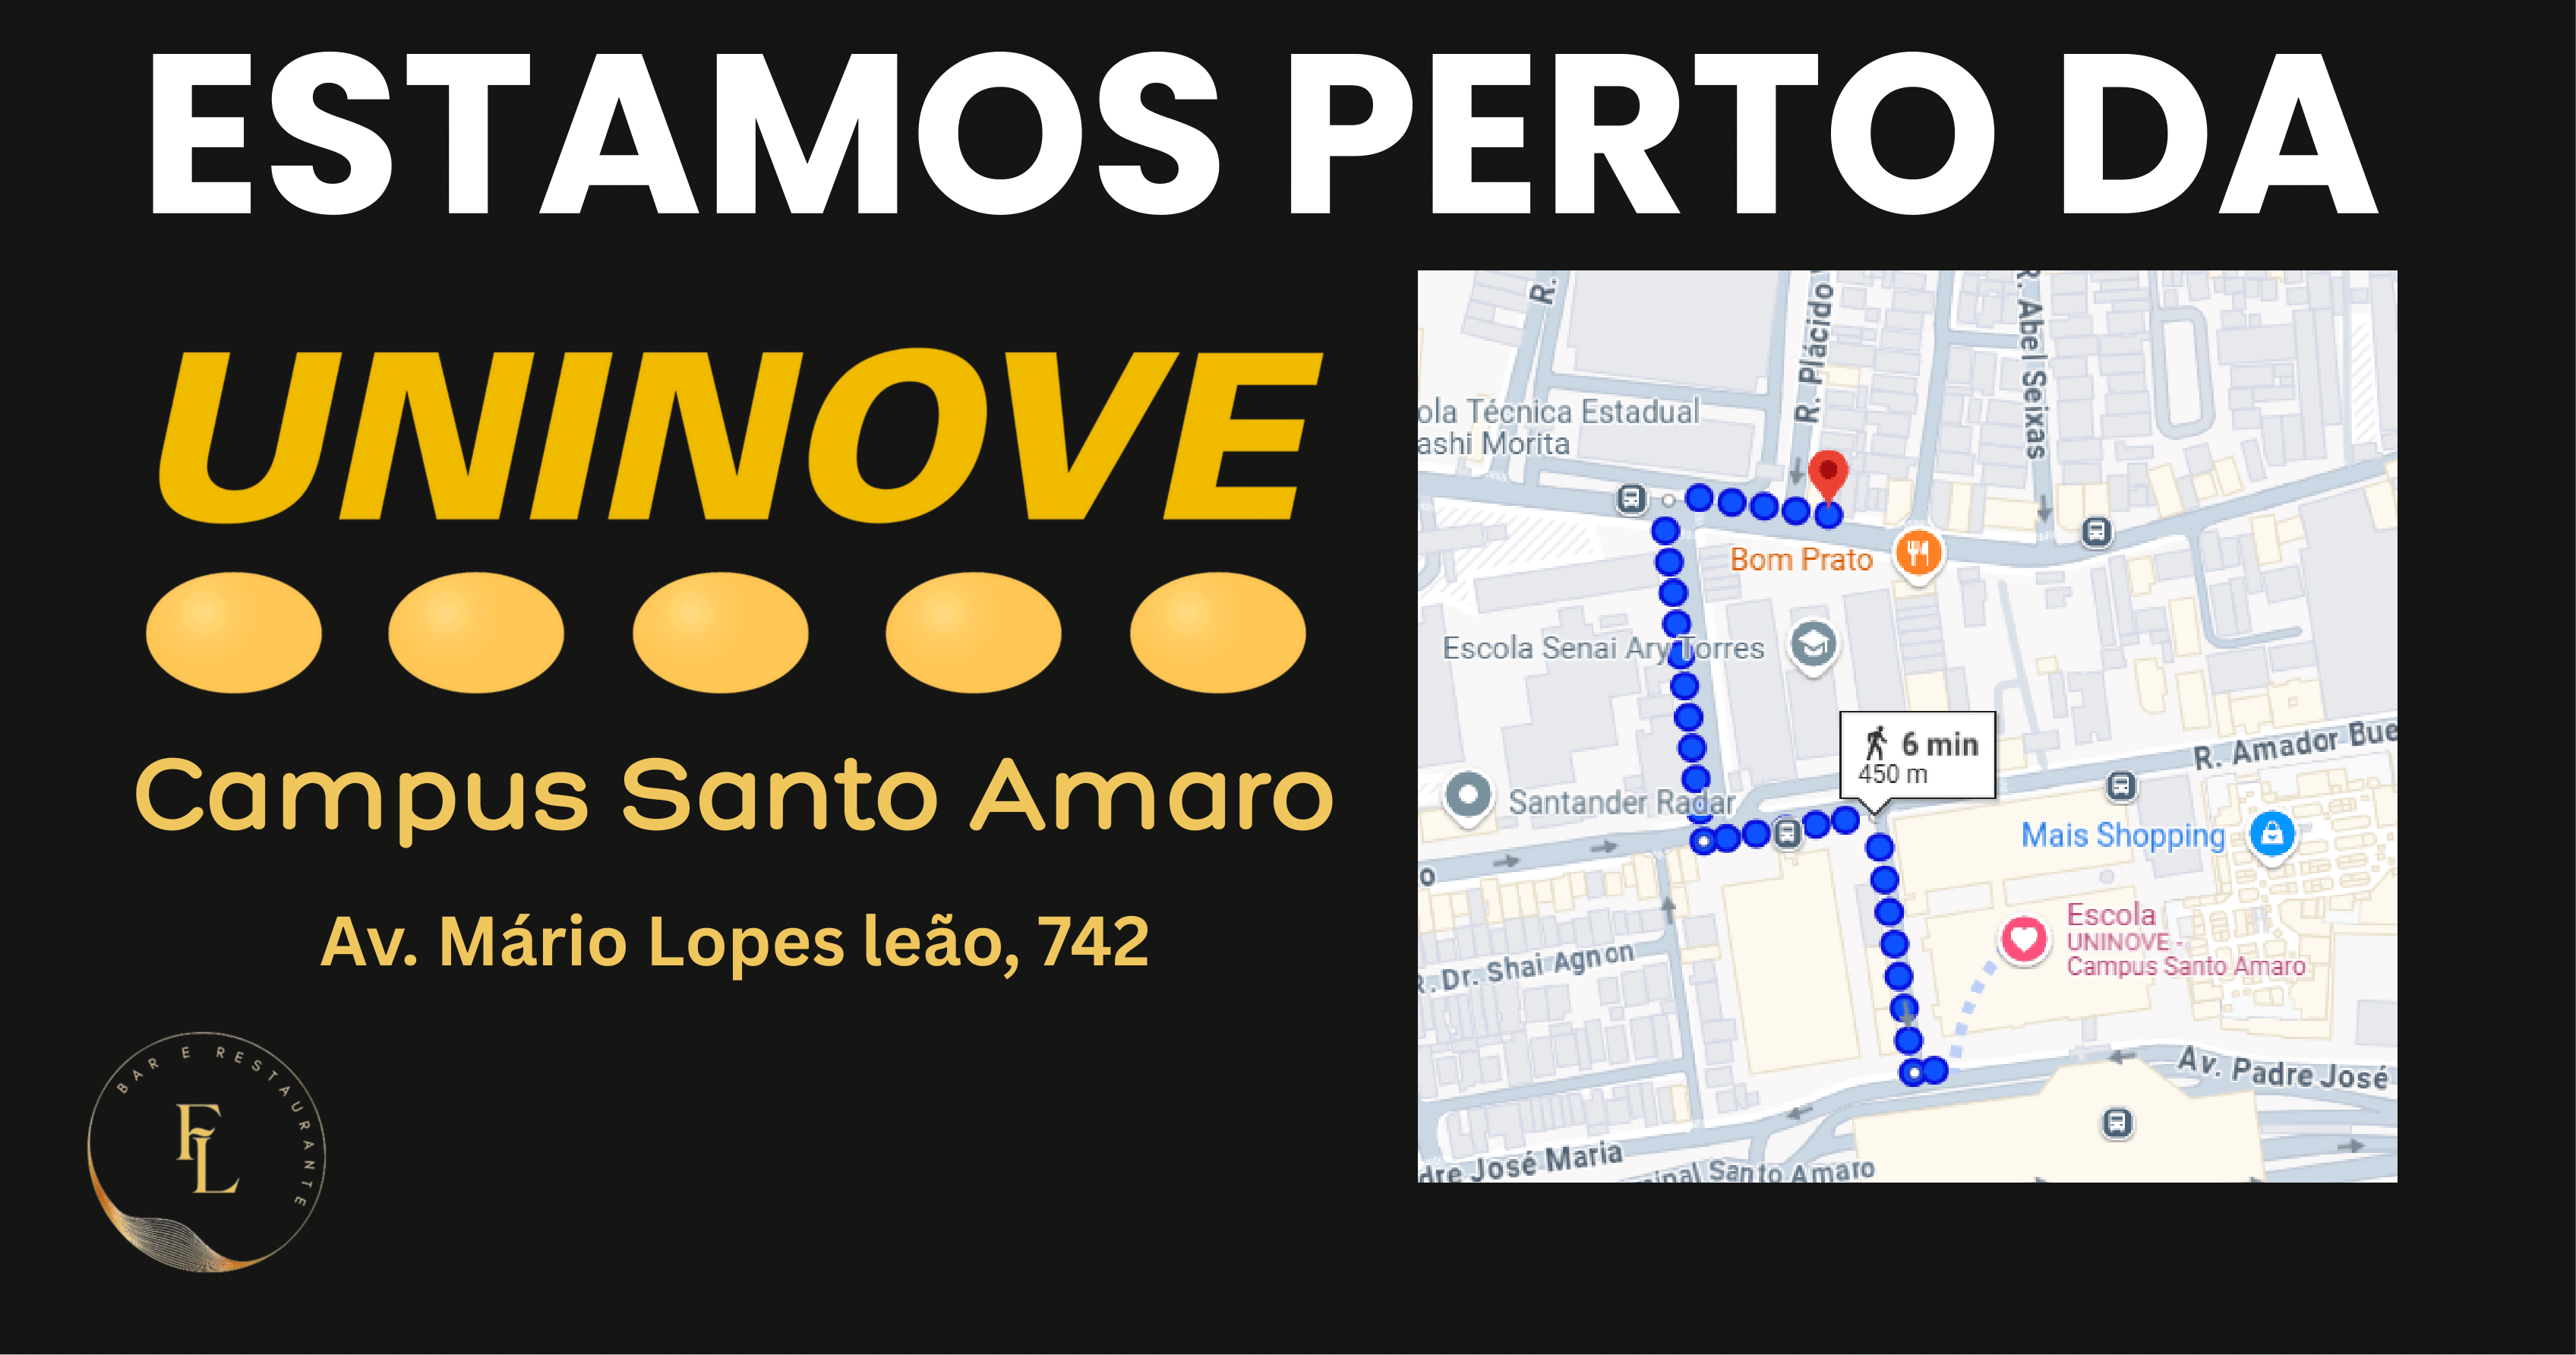 ESTAMOS PERTO DA
UNINOVE
Campus Santo Amaro
Av. Mário Lopes leão, 742
BAR E RESTAURANTE
FL
R.
R. Plácido
R. Abel Seixas
ola Técnica Estadual
ashi Morita
Bom Prato
Escola Senai Ary Torres
6 min
450 m
R. Amador Bue
Santander Radar
Mais Shopping
o
Escola
UNINOVE -
Campus Santo Amaro
R. Dr. Shai Agnon
Av. Padre José
dre José Maria
inal Santo Amaro